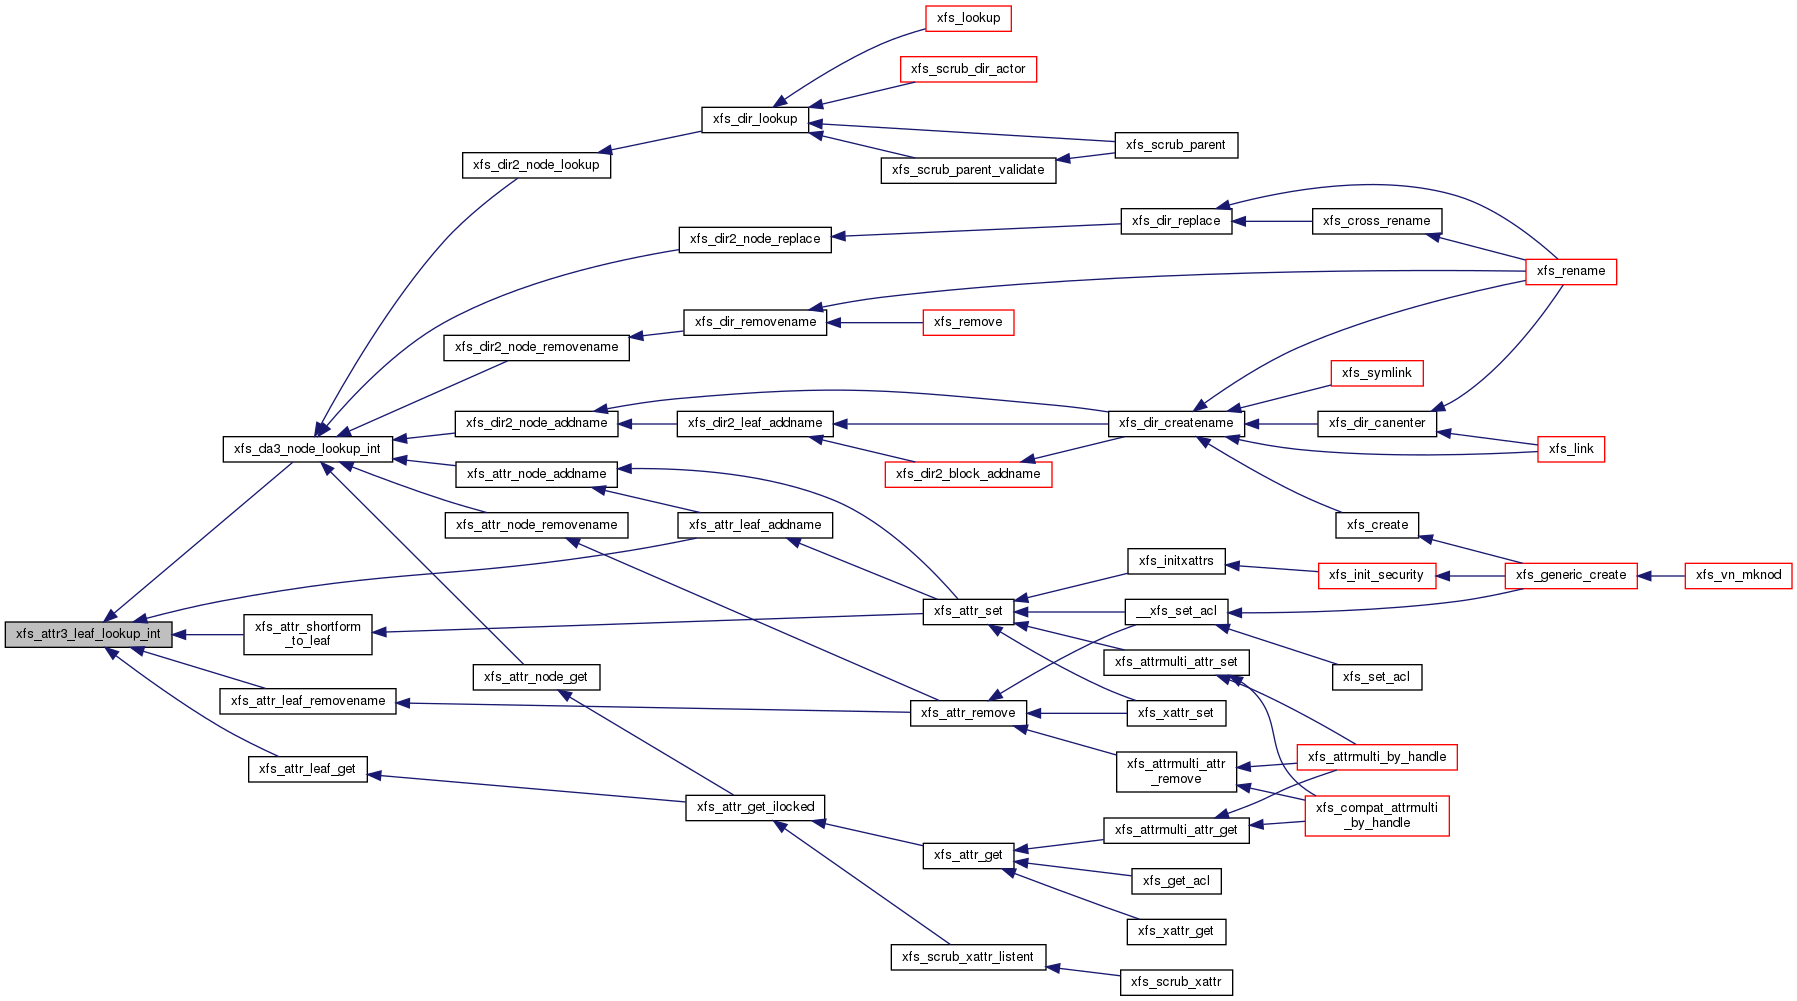 xfs_lookup
xfs_scrub_dir_actor
xfs_dir_lookup
xfs_scrub_parent
xfs_dir2_node_lookup
xfs_scrub_parent_validate
xfs_dir_replace
xfs_cross_rename
xfs_dir2_node_replace
xfs_rename
xfs_dir_removename
xfs_remove
xfs_dir2_node_removename
xfs_symlink
xfs_dir2_node_addname
xfs_dir2_leaf_addname
xfs_dir_createname
xfs_dir_canenter
xfs_da3_node_lookup_int
xfs_link
xfs_attr_node_addname
xfs_dir2_block_addname
xfs_attr_node_removename
xfs_attr_leaf_addname
xfs_create
xfs_initxattrs
xfs_init_security
xfs_generic_create
xfs_vn_mknod
xfs_attr_set
__xfs_set_acl
xfs_attr3_leaf_lookup_int
xfs_attr_shortform
_to_leaf
xfs_attrmulti_attr_set
xfs_set_acl
xfs_attr_node_get
xfs_attr_leaf_removename
xfs_attr_remove
xfs_xattr_set
xfs_attrmulti_by_handle
xfs_attr_leaf_get
xfs_attrmulti_attr
_remove
xfs_attr_get_ilocked
xfs_compat_attrmulti
_by_handle
xfs_attrmulti_attr_get
xfs_attr_get
xfs_get_acl
xfs_xattr_get
xfs_scrub_xattr_listent
xfs_scrub_xattr